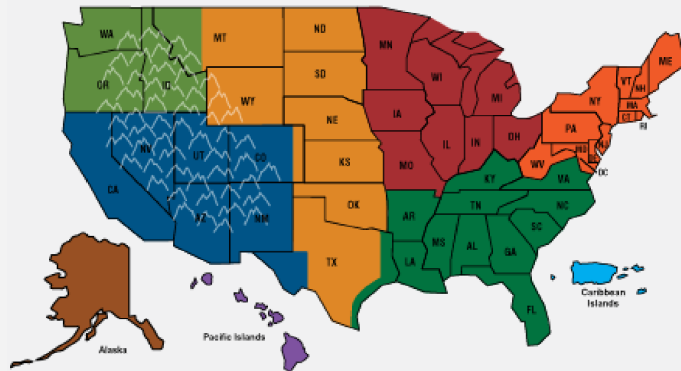 WA
MT
ND
MN
OR
ID
SD
WI
MI
WY
IA
NE
NV
UT
CO
KS
MO
IL
IN
OH
CA
AZ
NM
OK
TX
AR
LA
MS
AL
GA
FL
SC
NC
TN
KY
VA
WV
PA
NY
VT
NH
ME
MA
CT
RI
NJ
MD
DE
DC
Alaska
Pacific Islands
Caribbean
Islands